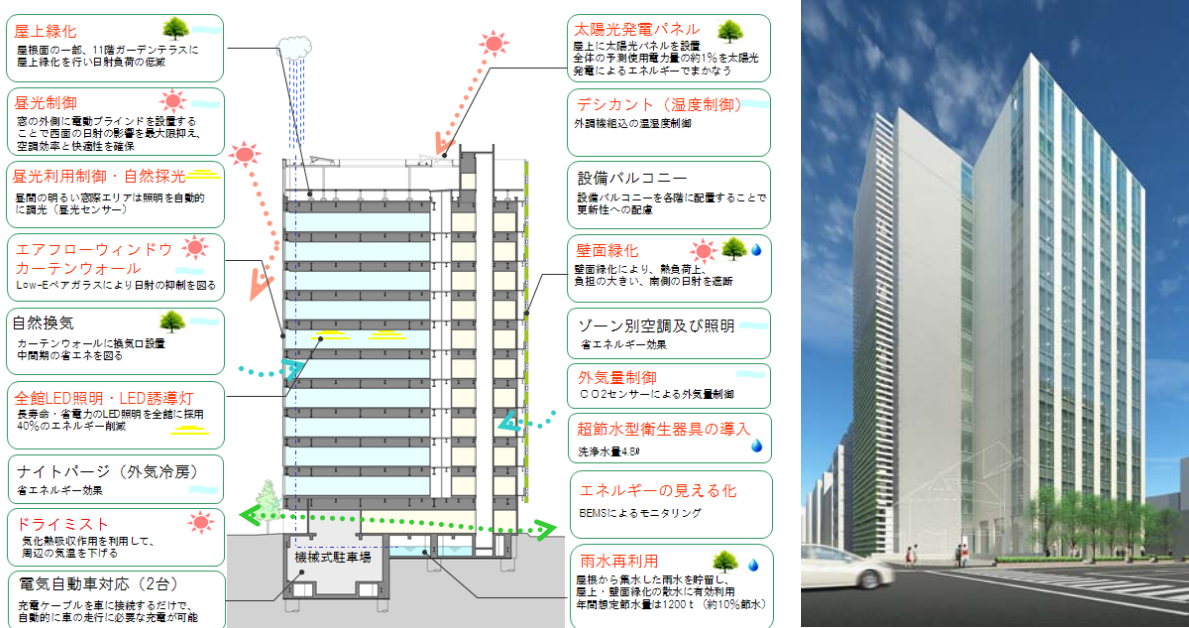 屋上緑化
屋根面の一部、11階ガーデンテラスに
屋上緑化を行い日射負荷の低減
昼光制御
窓の外側に電動ブラインドを設置する
ことで西面の日射の影響を最大限抑え、
空調効率と快適性を確保
昼光利用制御・自然採光
昼間の明るい窓際エリアは照明を自動的
に調光（昼光センサー）
エアフローウィンドウ
カーテンウォール
Low-Eペアガラスにより日射の抑制を図る
自然換気
カーテンウォールに換気口設置
中間期の省エネを図る
全館LED照明・LED誘導灯
長寿命・省電力のLED照明を全館に採用
40%のエネルギー削減
ナイトパージ（外気冷房）
省エネルギー効果
ドライミスト
気化熱吸収作用を利用して、
周辺の気温を下げる
電気自動車対応（2台）
充電ケーブルを車に接続するだけで、
自動的に車の走行に必要な充電が可能
機械式駐車場
太陽光発電パネル
屋上に太陽光パネルを設置
全体の予測使用電力量の約1%を太陽光
発電によるエネルギーでまかなう
デシカント（湿度制御）
外調機組込の温湿度制御
設備バルコニー
設備バルコニーを各階に配置することで
更新性への配慮
壁面緑化
壁面緑化により、熱負荷上、
負担の大きい、南側の日射を遮断
ゾーン別空調及び照明
省エネルギー効果
外気量制御
ＣＯ2センサーによる外気量制御
超節水型衛生器具の導入
洗浄水量4.8ℓ
エネルギーの見える化
BEMSによるモニタリング
雨水再利用
屋根から集水した雨水を貯留し、
屋上・壁面緑化の散水に有効利用
年間想定節水量は1200ｔ（約10%節水）